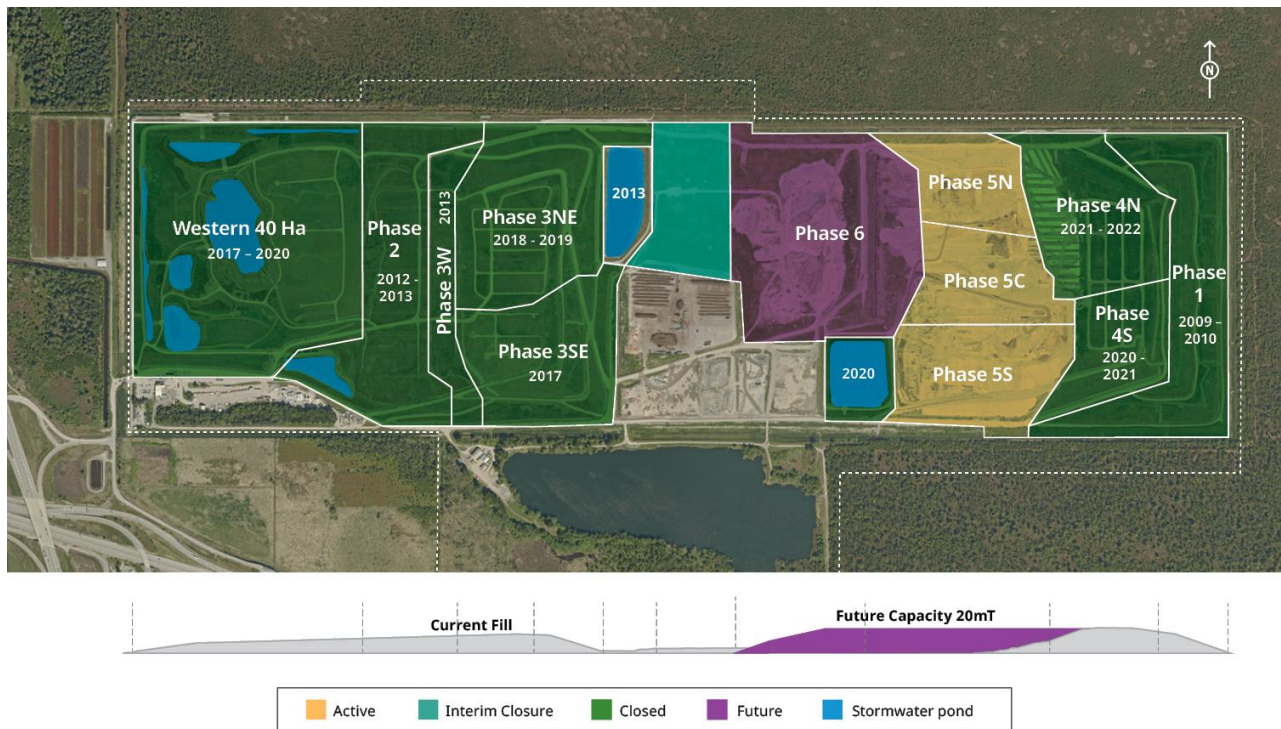 N
Western 40 Ha
2017 – 2020
Phase
2
2012 -
2013
Phase 3W
2013
Phase 3NE
2018 - 2019
Phase 3SE
2017
2013
Phase 6
2020
Phase 5N
Phase 5C
Phase 5S
Phase 4N
2021 - 2022
Phase
4S
2020 -
2021
Phase
1
2009 –
2010
Current Fill
Future Capacity 20mT
Active
Interim Closure
Closed
Future
Stormwater pond